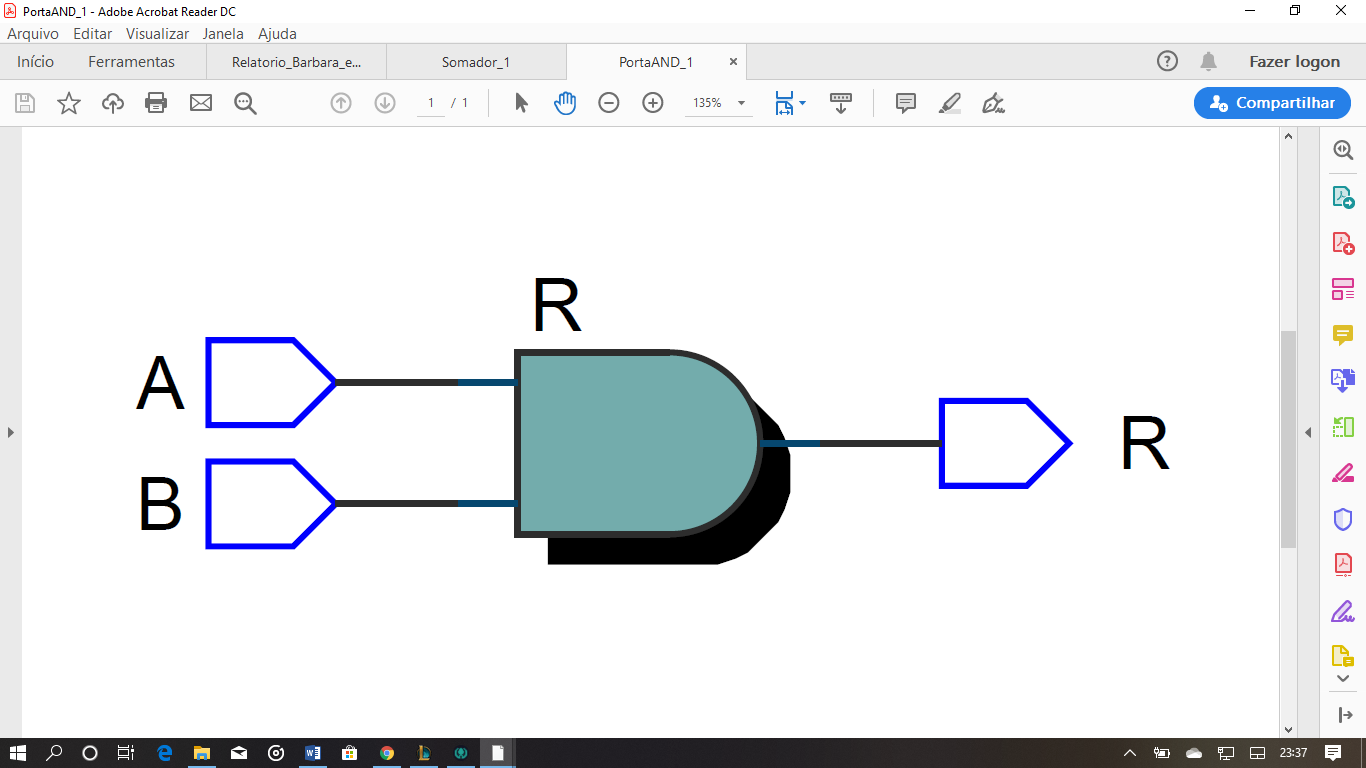 PortaAND_1 - Adobe Acrobat Reader DC
Arquivo Editar Visualizar Janela Ajuda
Início Ferramentas Relatorio_Barbara_e... Somador_1 PortaAND_1
Fazer logon
1 / 1 135% Compartilhar
R
A
B
R
23:37